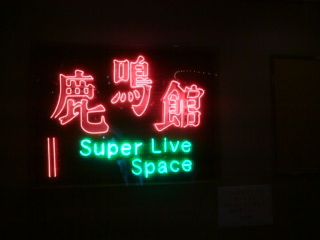 鹿鳴館
Super Live
Space